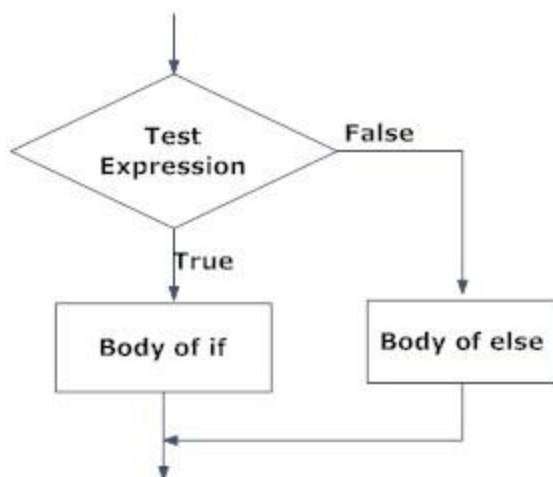 Test
Expression
False
True
Body of if
Body of else